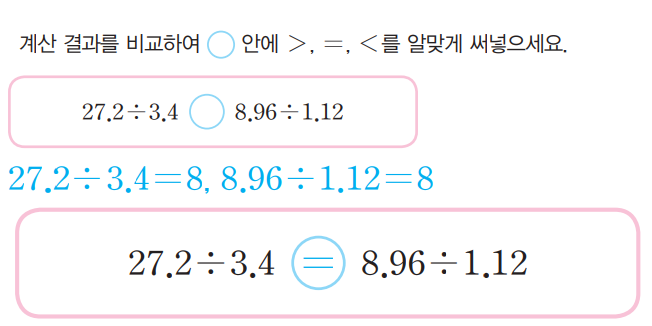 계산 결과를 비교하여 ◯ 안에 >, =, <를 알맞게 써넣으세요.
27.2÷3.4 ◯ 8.96÷1.12
27.2÷3.4=8, 8.96÷1.12=8
27.2÷3.4 = 8.96÷1.12